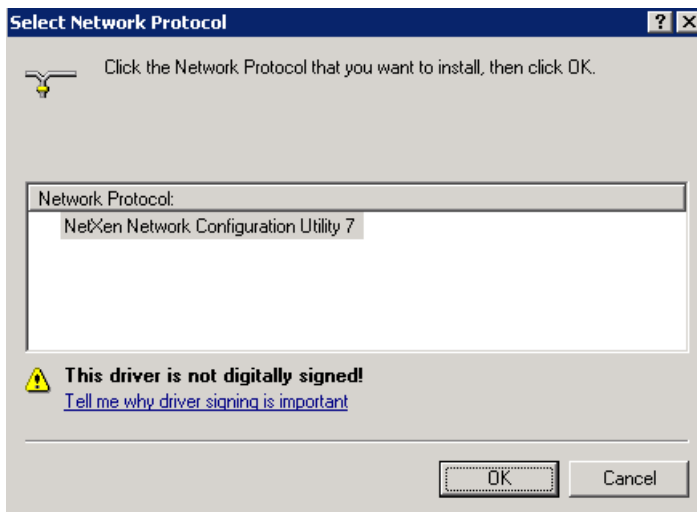 Select Network Protocol
Click the Network Protocol that you want to install, then click OK.
Network Protocol:
NetXen Network Configuration Utility 7
This driver is not digitally signed!
Tell me why driver signing is important
OK Cancel